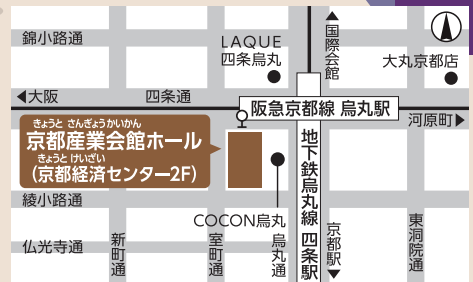 錦小路通
LAQUE
四条烏丸
▲国際会館
大丸京都店
◀大阪
四条通
阪急京都線 烏丸駅
河原町▶
きょうと さんぎょうかいかん
京都産業会館ホール
きょうと けいざい
(京都経済センター2F)
地下鉄烏丸線 四条駅
綾小路通
COCON烏丸
仏光寺通
新町通
室町通
烏丸通
京都駅▼
東洞院通